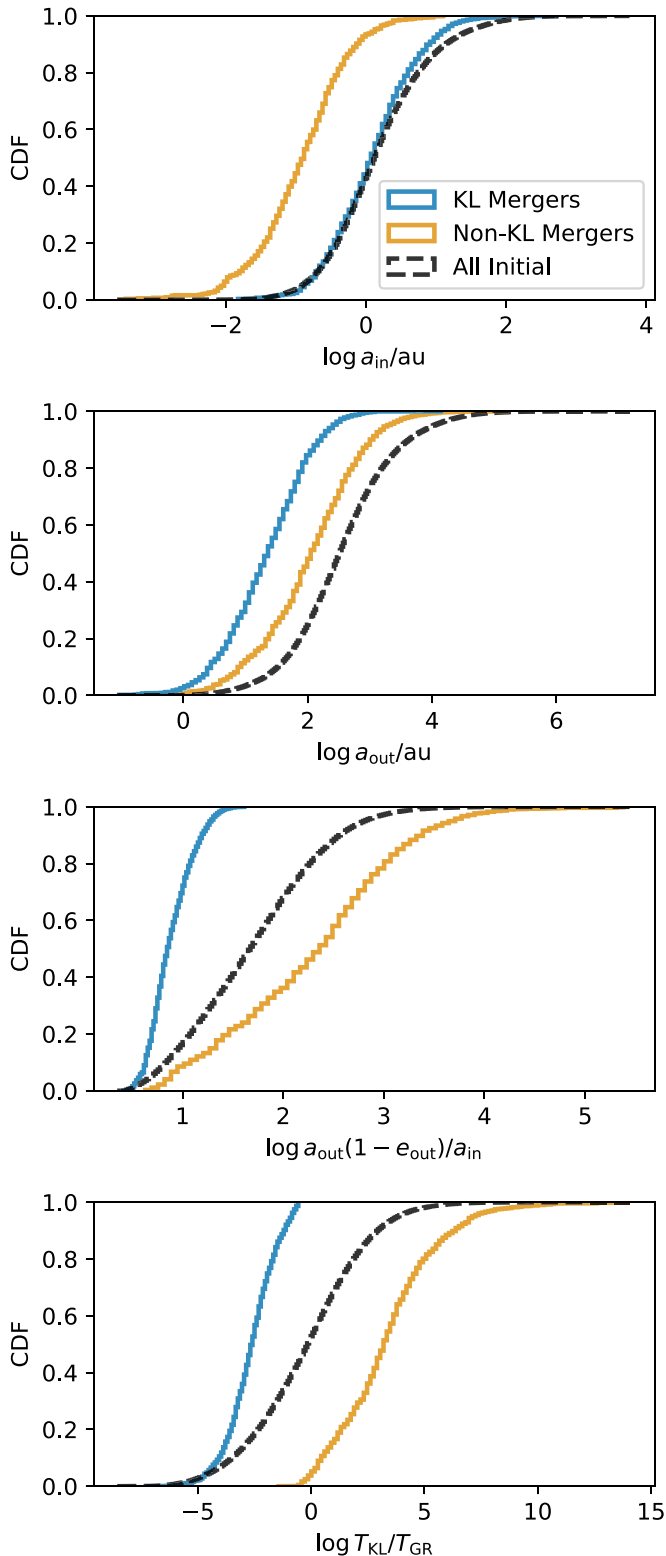 1.0
0.8
0.6
0.4
0.2
0.0
CDF
KL Mergers
Non-KL Mergers
All Initial
−2 0 2 4
log a_in/au
1.0
0.8
0.6
0.4
0.2
0.0
CDF
0 2 4 6
log a_out/au
1.0
0.8
0.6
0.4
0.2
0.0
CDF
1 2 3 4 5
log a_out(1 − e_out)/a_in
1.0
0.8
0.6
0.4
0.2
0.0
CDF
−5 0 5 10 15
log T_KL/T_GR